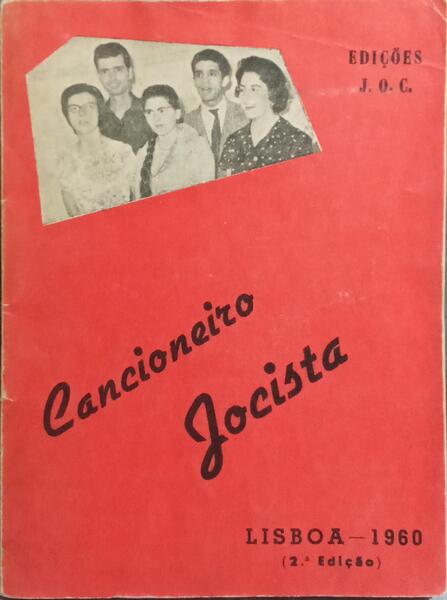 EDIÇÕES
J. O. C.
Cancioneiro
Jocista
LISBOA — 1960
(2.ª Edição)